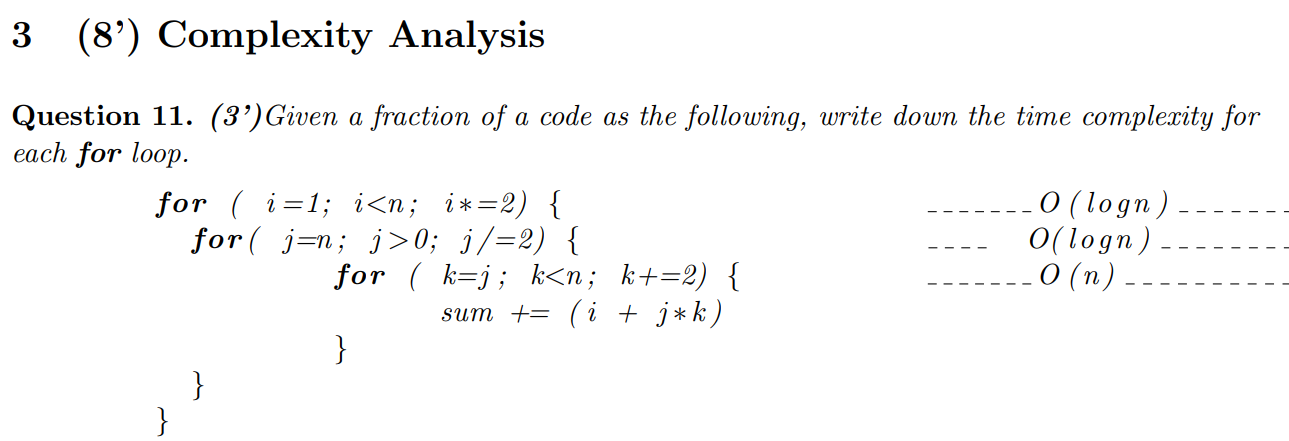 3 (8’) Complexity Analysis
Question 11. (3’)Given a fraction of a code as the following, write down the time complexity for
each for loop.
for ( i=1; i<n; i*=2) { _______O(logn)_______
for( j=n; j>0; j/=2) { ____ O(logn)________
for ( k=j; k<n; k+=2) { _______O(n)__________
sum += (i + j*k)
}
}
}